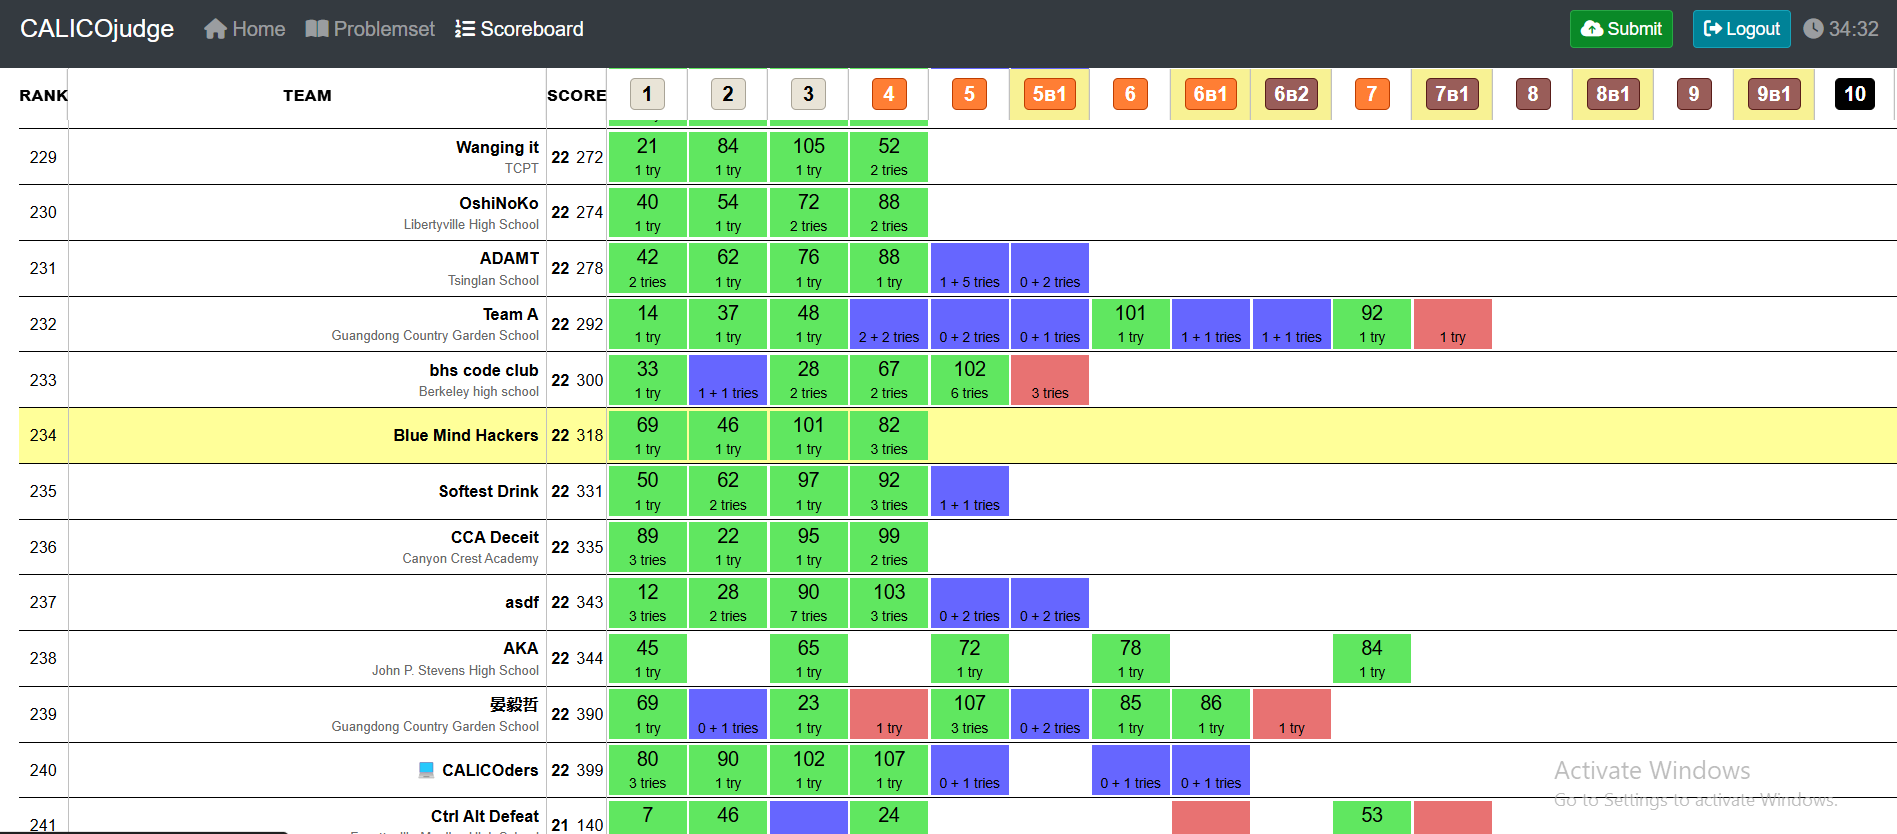 CALICOjudge Home Problemset Scoreboard Submit Logout 34:32
RANK TEAM SCORE 1 2 3 4 5 5B1 6 6B1 6B2 7 7B1 8 8B1 9 9B1 10
229 Wanging it 22 272 21 84 105 52
TCPT 1 try 1 try 1 try 2 tries
230 OshiNoKo 22 274 40 54 72 88
Libertyville High School 1 try 1 try 2 tries 2 tries
231 ADAMT 22 278 42 62 76 88
Tsinglan School 2 tries 1 try 1 try 1 try 1 + 5 tries 0 + 2 tries
232 Team A 22 292 14 37 48 101 92
Guangdong Country Garden School 1 try 1 try 1 try 2 + 2 tries 0 + 2 tries 0 + 1 tries 1 try 1 + 1 tries 1 + 1 tries 1 try 1 try
233 bhs code club 22 300 33 28 67 102
Berkeley high school 1 try 1 + 1 tries 2 tries 2 tries 6 tries 3 tries
234 Blue Mind Hackers 22 318 69 46 101 82
1 try 1 try 1 try 3 tries
235 Softest Drink 22 331 50 62 97 92
1 try 2 tries 1 try 3 tries 1 + 1 tries
236 CCA Deceit 22 335 89 22 95 99
Canyon Crest Academy 3 tries 1 try 1 try 2 tries
237 asdf 22 343 12 28 90 103
3 tries 2 tries 7 tries 3 tries 0 + 2 tries 0 + 2 tries
238 AKA 22 344 45 65 72 78 84
John P. Stevens High School 1 try 1 try 1 try 1 try 1 try
239 晏毅哲 22 390 69 23 107 85 86
Guangdong Country Garden School 1 try 0 + 1 tries 1 try 1 try 3 tries 0 + 2 tries 1 try 1 try 1 try
240 CALICOders 22 399 80 90 102 107
3 tries 1 try 1 try 1 try 0 + 1 tries 0 + 1 tries 0 + 1 tries
241 Ctrl Alt Defeat 21 140 7 46 24 53
Activate Windows
Go to Settings to activate Windows.